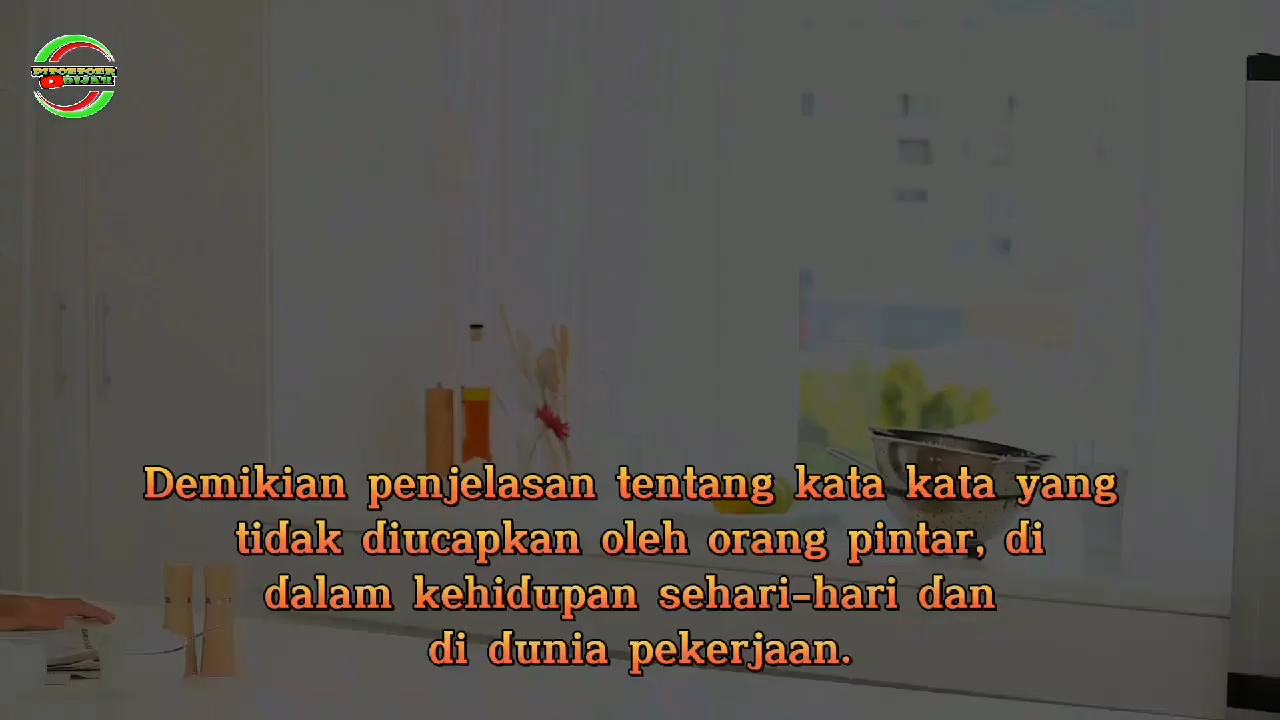 Demikian penjelasan tentang kata kata yang
tidak diucapkan oleh orang pintar, di
dalam kehidupan sehari-hari dan
di dunia pekerjaan.